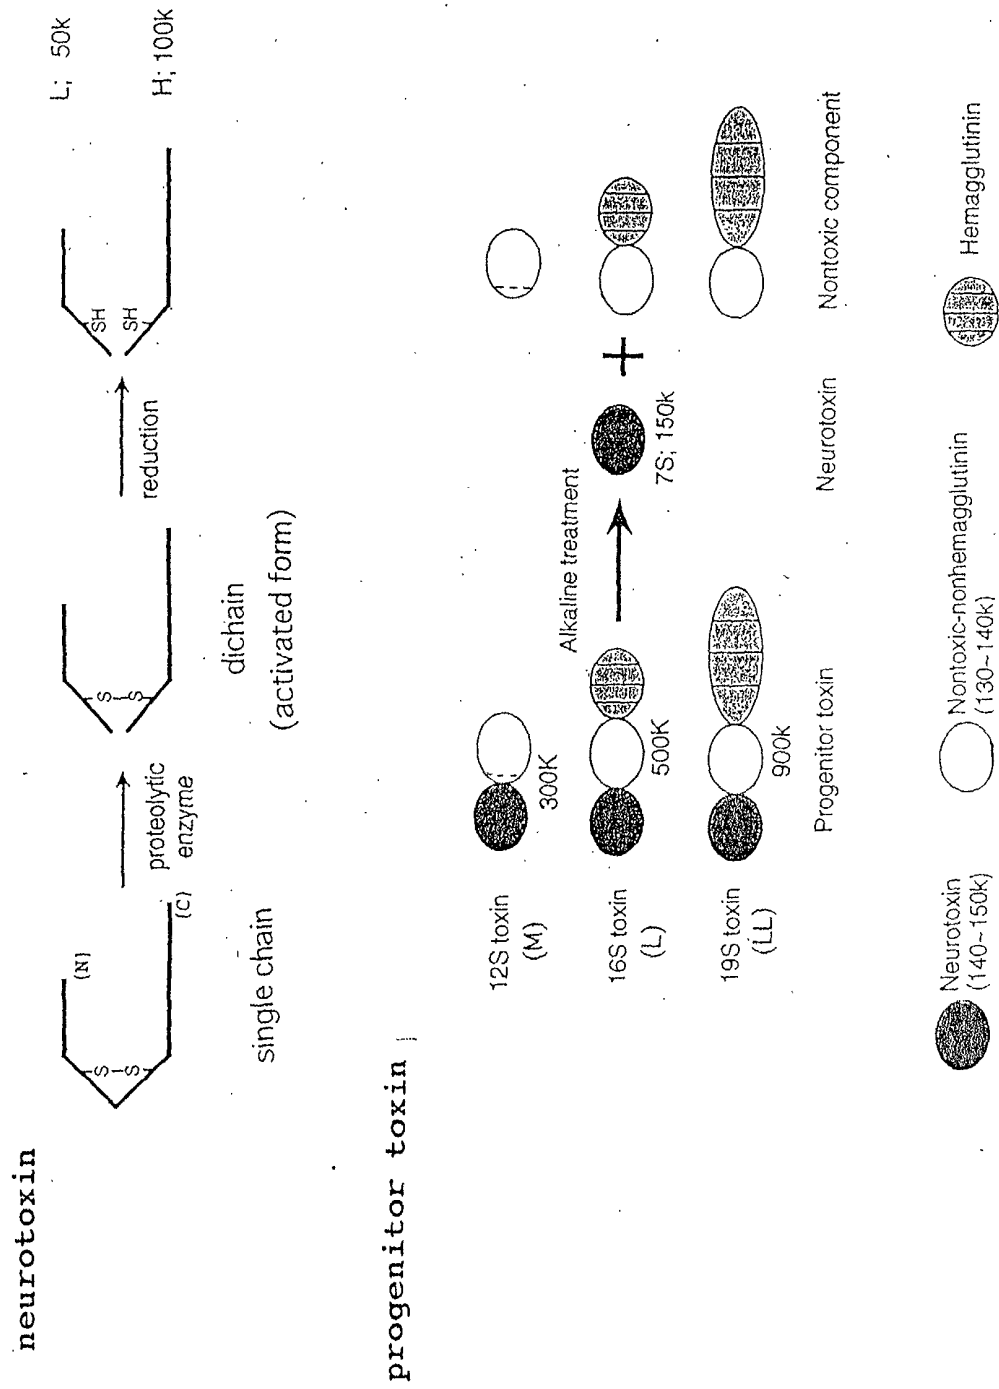 neurotoxin
(N)
S-S
(C)
single chain
proteolytic
enzyme
S-S
dichain
(activated form)
reduction
SH
SH
L; 50k
H; 100k
progenitor toxin
12S toxin
(M)
300K
16S toxin
(L)
500K
19S toxin
(LL)
900k
Progenitor toxin
Alkaline treatment
+
7S; 150k
Neurotoxin
Nontoxic component
Neurotoxin
(140~150k)
Nontoxic-nonhemagglutinin
(130~140k)
Hemagglutinin